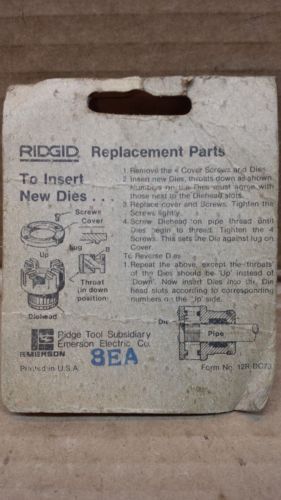 RIDGID Replacement Parts
To Insert
New Dies . . .
1 Remove the 4 Cover Screws and Dies
2 Insert new Dies, throats down as shown
Numbers on the Dies must agree with
those next to the Diehead slots.
3 Replace cover and Screws. Tighten the
Screws lightly.
4 Screw Diehead on pipe thread until
Dies begin to thread. Tighten the 4
Screws. This sets the Die against lug on
Cover.
To Reverse Dies
Repeat the above, except the throats
of the Dies should be 'Up' instead of
'Down'. Now insert Dies into the Die
head slots according to corresponding
numbers on the 'Up' side.
Screws
Cover
lug
Up
Throat
in down
position
Diehead
Die
Pipe
EMERSON
Ridge Tool Subsidiary
Emerson Electric Co.
8EA
Printed in U.S.A.
Form No. 12R-BC73